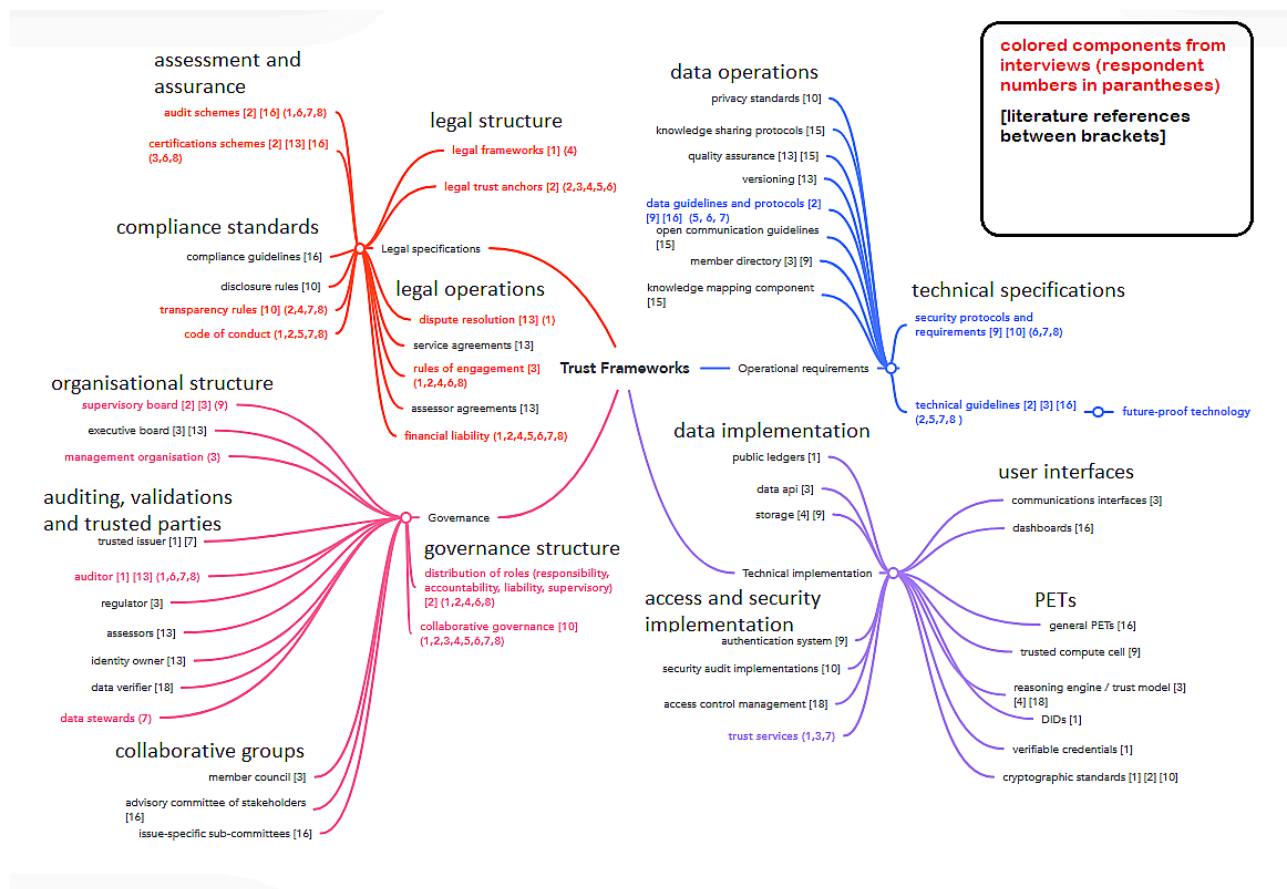 colored components from
interviews (respondent
numbers in parantheses)
[literature references
between brackets]
assessment and
assurance
audit schemes [2] [16] (1,6,7,8)
certifications schemes [2] [13] [16]
(3,6,8)
legal structure
legal frameworks [1] (4)
legal trust anchors [2] (2,3,4,5,6)
compliance standards
compliance guidelines [16]
disclosure rules [10]
transparency rules [10] (2,4,7,8)
code of conduct (1,2,5,7,8)
Legal specifications
legal operations
dispute resolution [13] (1)
service agreements [13]
rules of engagement [3]
(1,2,4,6,8)
assessor agreements [13]
financial liability (1,2,4,5,6,7,8)
organisational structure
supervisory board [2] [3] (9)
executive board [3] [13]
management organisation (3)
auditing, validations
and trusted parties
trusted issuer [1] [7]
auditor [1] [13] (1,6,7,8)
regulator [3]
assessors [13]
identity owner [13]
data verifier [18]
data stewards (7)
Governance
governance structure
distribution of roles (responsibility,
accountability, liability, supervisory)
[2] (1,2,4,6,8)
collaborative governance [10]
(1,2,3,4,5,6,7,8)
collaborative groups
member council [3]
advisory committee of stakeholders
[16]
issue-specific sub-committees [16]
Trust Frameworks
data operations
privacy standards [10]
knowledge sharing protocols [15]
quality assurance [13] [15]
versioning [13]
data guidelines and protocols [2]
[9] [16] (5, 6, 7)
open communication guidelines
[15]
member directory [3] [9]
knowledge mapping component
[15]
Operational requirements
technical specifications
security protocols and
requirements [9] [10] (6,7,8)
technical guidelines [2] [3] [16]
(2,5,7,8 )
future-proof technology
data implementation
public ledgers [1]
data api [3]
storage [4] [9]
Technical implementation
access and security
implementation
authentication system [9]
security audit implementations [10]
access control management [18]
trust services (1,3,7)
user interfaces
communications interfaces [3]
dashboards [16]
PETs
general PETs [16]
trusted compute cell [9]
reasoning engine / trust model [3]
[4] [18]
DIDs [1]
verifiable credentials [1]
cryptographic standards [1] [2] [10]